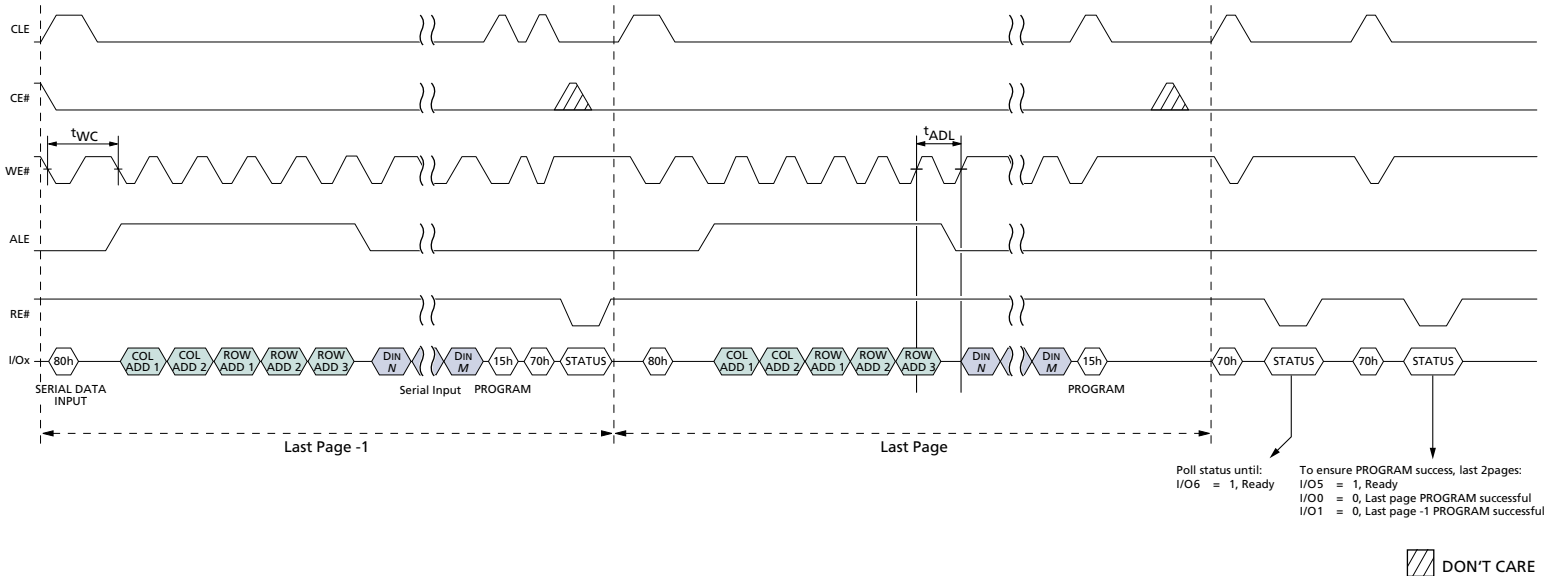 CLE
CE#
tWC
tADL
WE#
ALE
RE#
I/Ox
80h
COL ADD 1
COL ADD 2
ROW ADD 1
ROW ADD 2
ROW ADD 3
DIN N
DIN M
15h
70h
STATUS
80h
COL ADD 1
COL ADD 2
ROW ADD 1
ROW ADD 2
ROW ADD 3
DIN N
DIN M
15h
70h
STATUS
70h
STATUS
SERIAL DATA
INPUT
Serial Input
PROGRAM
PROGRAM
Last Page -1
Last Page
Poll status until:
I/O6 = 1, Ready
To ensure PROGRAM success, last 2pages:
I/O5 = 1, Ready
I/O0 = 0, Last page PROGRAM successful
I/O1 = 0, Last page -1 PROGRAM successful
DON'T CARE